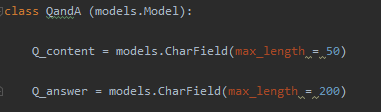 class QandA (models.Model):
Q_content = models.CharField(max_length = 50)
Q_answer = models.CharField(max_length = 200)